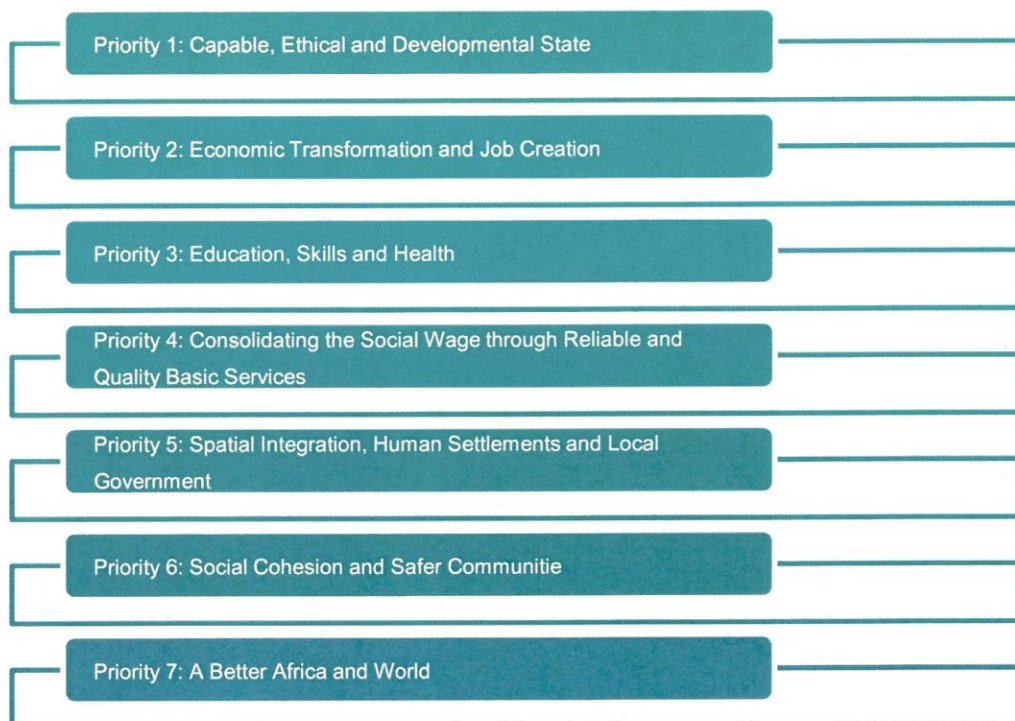 Priority 1: Capable, Ethical and Developmental State
Priority 2: Economic Transformation and Job Creation
Priority 3: Education, Skills and Health
Priority 4: Consolidating the Social Wage through Reliable and
Quality Basic Services
Priority 5: Spatial Integration, Human Settlements and Local
Government
Priority 6: Social Cohesion and Safer Communitie
Priority 7: A Better Africa and World